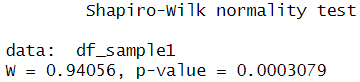 Shapiro-Wilk normality test
data:  df_sample1
W = 0.94056, p-value = 0.0003079